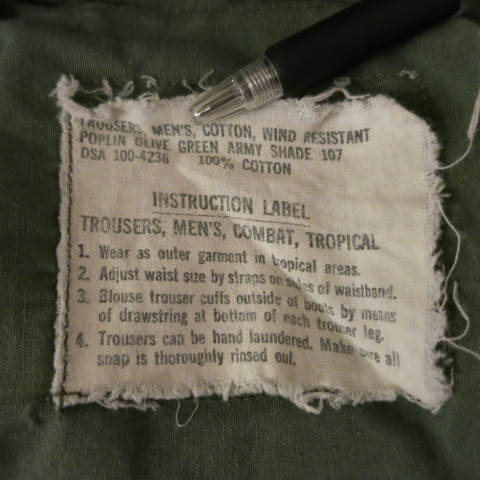 TROUSERS, MEN'S, COTTON, WIND RESISTANT
POPLIN OLIVE GREEN ARMY SHADE 107
DSA 100-4236 100% COTTON
INSTRUCTION LABEL
TROUSERS, MEN'S, COMBAT, TROPICAL
1. Wear as outer garment in tropical areas.
2. Adjust waist size by straps on sides of waistband.
3. Blouse trouser cuffs outside of boots by means
of drawstring at bottom of each trouser leg.
4. Trousers can be hand laundered. Make sure all
soap is thoroughly rinsed out.